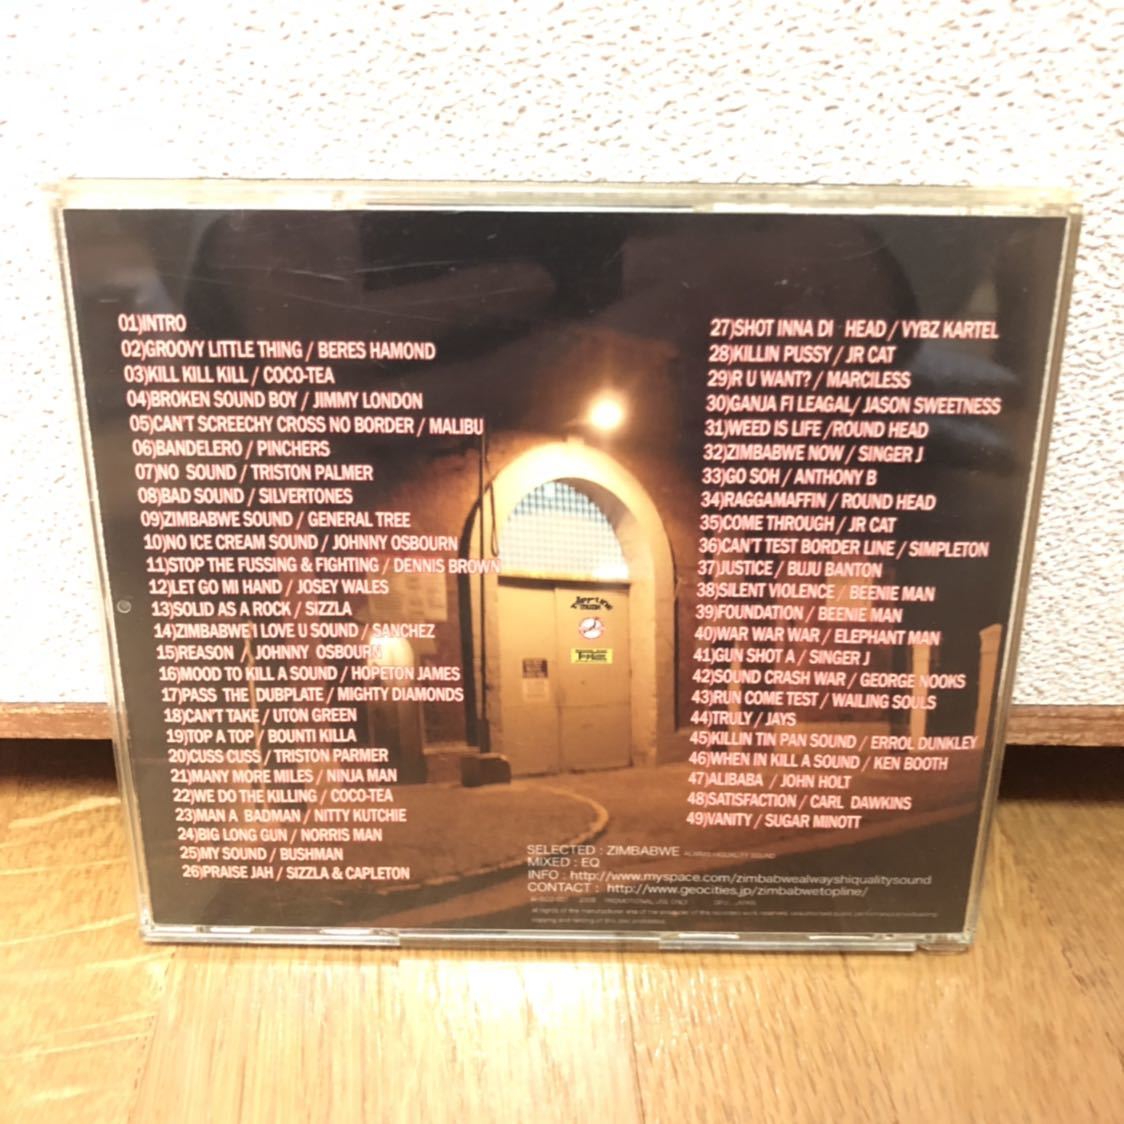 01)INTRO
02)GROOVY LITTLE THING / BERES HAMOND
03)KILL KILL KILL / COCO-TEA
04)BROKEN SOUND BOY / JIMMY LONDON
05)CAN'T SCREECHY CROSS NO BORDER / MALIBU
06)BANDELERO / PINCHERS
07)NO SOUND / TRISTON PALMER
08)BAD SOUND / SILVERTONES
09)ZIMBABWE SOUND / GENERAL TREE
10)NO ICE CREAM SOUND / JOHNNY OSBOURN
11)STOP THE FUSSING & FIGHTING / DENNIS BROWN
12)LET GO MI HAND / JOSEY WALES
13)SOLID AS A ROCK / SIZZLA
14)ZIMBABWE I LOVE U SOUND / SANCHEZ
15)REASON / JOHNNY OSBOURN
16)MOOD TO KILL A SOUND / HOPETON JAMES
17)PASS THE DUBPLATE / MIGHTY DIAMONDS
18)CAN'T TAKE / UTON GREEN
19)TOP A TOP / BOUNTI KILLA
20)CUSS CUSS / TRISTON PARMER
21)MANY MORE MILES / NINJA MAN
22)WE DO THE KILLING / COCO-TEA
23)MAN A BADMAN / NITTY KUTCHIE
24)BIG LONG GUN / NORRIS MAN
25)MY SOUND / BUSHMAN
26)PRAISE JAH / SIZZLA & CAPLETON
27)SHOT INNA DI HEAD / VYBZ KARTEL
28)KILLIN PUSSY / JR CAT
29)R U WANT? / MARCILESS
30)GANJA FI LEAGAL/ JASON SWEETNESS
31)WEED IS LIFE /ROUND HEAD
32)ZIMBABWE NOW / SINGER J
33)GO SOH / ANTHONY B
34)RAGGAMAFFIN / ROUND HEAD
35)COME THROUGH / JR CAT
36)CAN'T TEST BORDER LINE / SIMPLETON
37)JUSTICE / BUJU BANTON
38)SILENT VIOLENCE / BEENIE MAN
39)FOUNDATION / BEENIE MAN
40)WAR WAR WAR / ELEPHANT MAN
41)GUN SHOT A / SINGER J
42)SOUND CRASH WAR / GEORGE NOOKS
43)RUN COME TEST / WAILING SOULS
44)TRULY / JAYS
45)KILLIN TIN PAN SOUND / ERROL DUNKLEY
46)WHEN IN KILL A SOUND / KEN BOOTH
47)ALIBABA / JOHN HOLT
48)SATISFACTION / CARL DAWKINS
49)VANITY / SUGAR MINOTT
SELECTED : ZIMBABWE
MIXED : EQ
INFO : http://www.myspace.com/zimbabwealwayshiqualitysound
CONTACT : http://www.geocities.jp/zimbabwetopline/
PROMOTIONAL USE ONLY